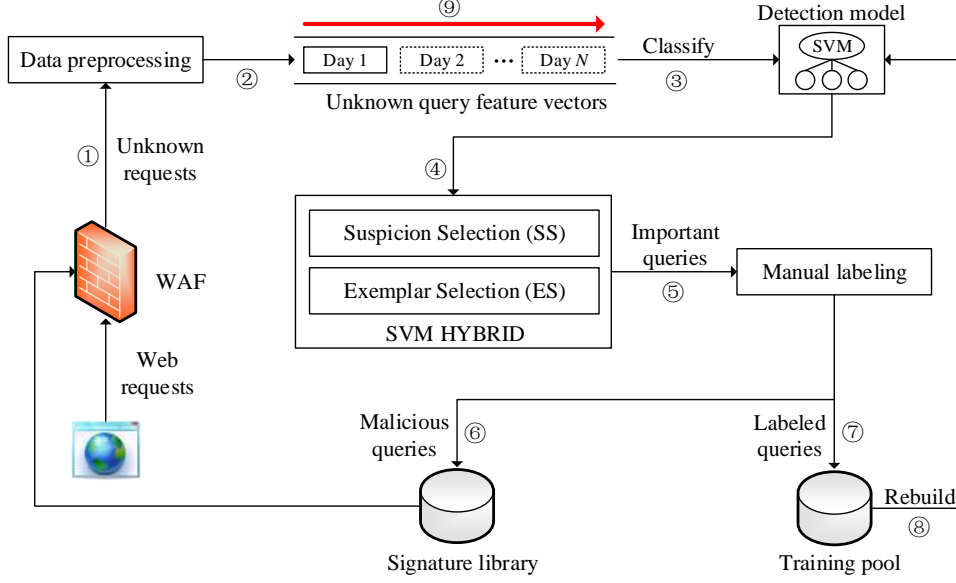 ⑨
Detection model
Data preprocessing
②
Day 1
Day 2
...
Day N
Classify
③
SVM
Unknown query feature vectors
①
Unknown
requests
④
Suspicion Selection (SS)
Exemplar Selection (ES)
SVM HYBRID
Important
queries
⑤
Manual labeling
WAF
Web
requests
Malicious
queries
⑥
Labeled
queries
⑦
Rebuild
⑧
Signature library
Training pool